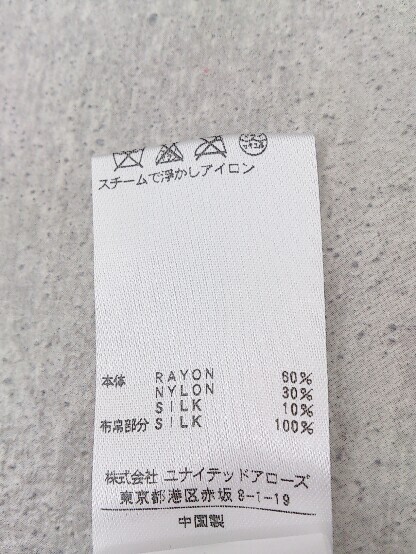 スチームで浮かしアイロン
本体 RAYON 60%
NYLON 30%
SILK 10%
布帛部分 SILK 100%
株式会社 ユナイテッドアローズ
東京都港区赤坂 8-1-19
中国製